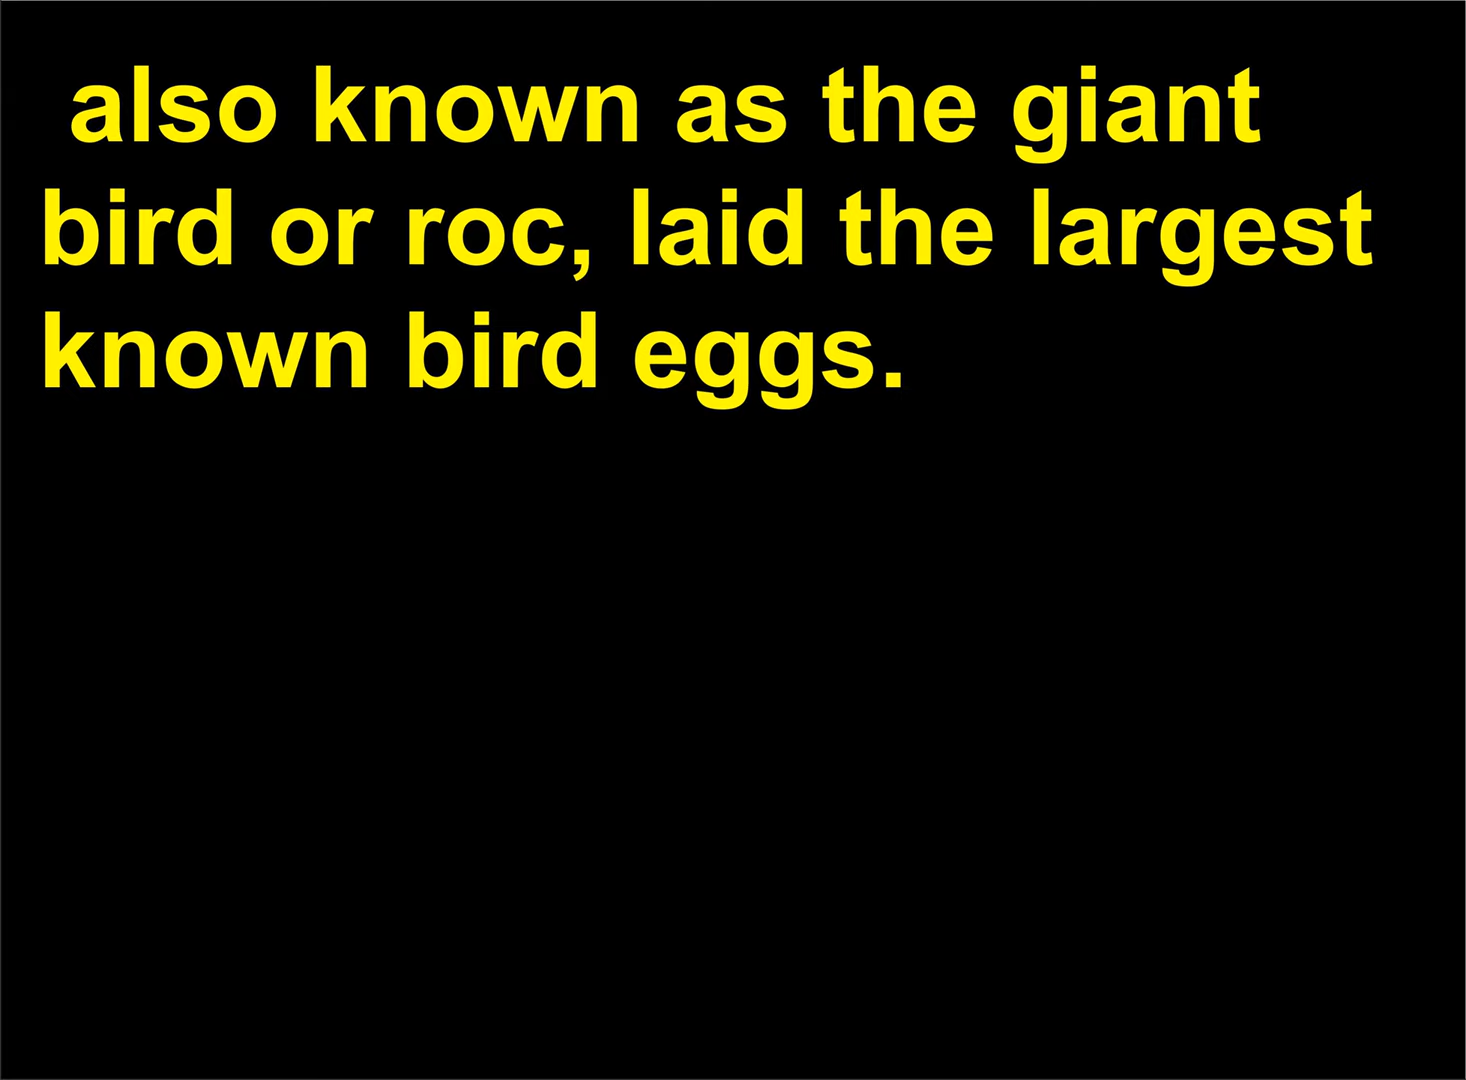 also known as the giant
bird or roc, laid the largest
known bird eggs.